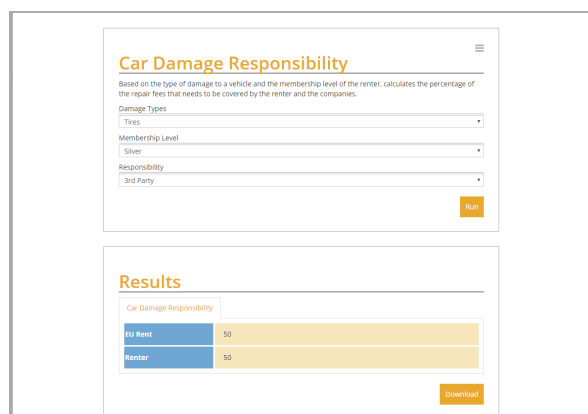 Car Damage Responsibility
Based on the type of damage to a vehicle and the membership level of the renter, calculates the percentage of
the repair fees that needs to be covered by the renter and the companies.
Damage Types
Tires
Membership Level
Silver
Responsibility
3rd Party
Run
Results
Car Damage Responsibility
EU Rent 50
Renter 50
Download